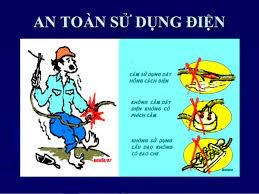 AN TOÀN SỬ DỤNG ĐIỆN
CẤM SỬ DỤNG DÂY
HỎNG CÁCH ĐIỆN
KHÔNG CẮM DÂY
ĐIỆN KHÔNG CÓ
PHÍCH CẮM
KHÔNG SỬ DỤNG
CẦU DAO KHÔNG
CÓ BAO CHE